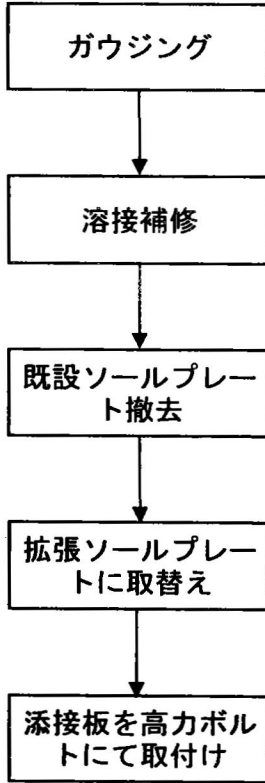 ガウジング
溶接補修
既設ソールプレー
ト撤去
拡張ソールプレー
トに取替え
添接板を高力ボル
トにて取付け